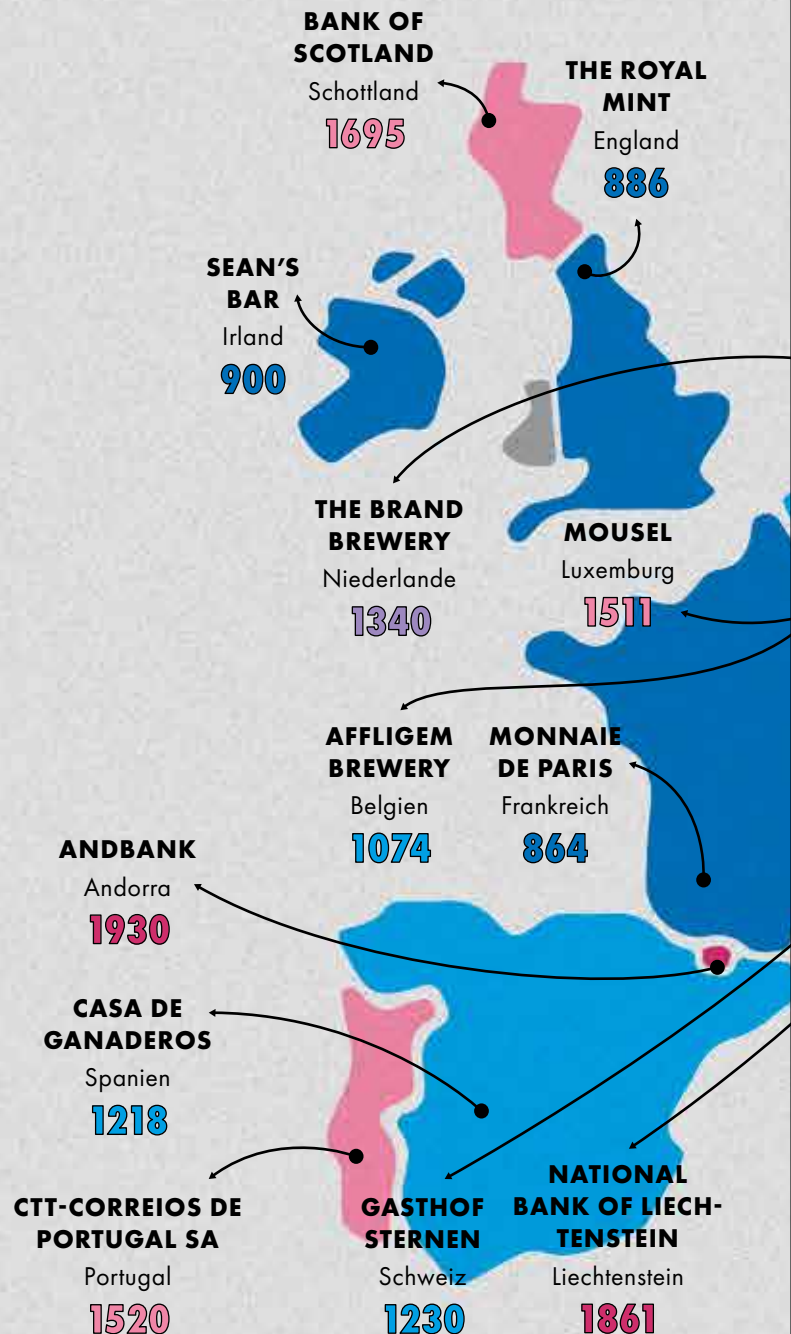 BANK OF
SCOTLAND
Schottland
1695
THE ROYAL
MINT
England
886
SEAN'S
BAR
Irland
900
THE BRAND
BREWERY
Niederlande
1340
MOUSEL
Luxemburg
1511
AFFLIGEM
BREWERY
Belgien
1074
MONNAIE
DE PARIS
Frankreich
864
ANDBANK
Andorra
1930
CASA DE
GANADEROS
Spanien
1218
CTT-CORREIOS DE
PORTUGAL SA
Portugal
1520
GASTHOF
STERNEN
Schweiz
1230
NATIONAL
BANK OF LIECH-
TENSTEIN
Liechtenstein
1861